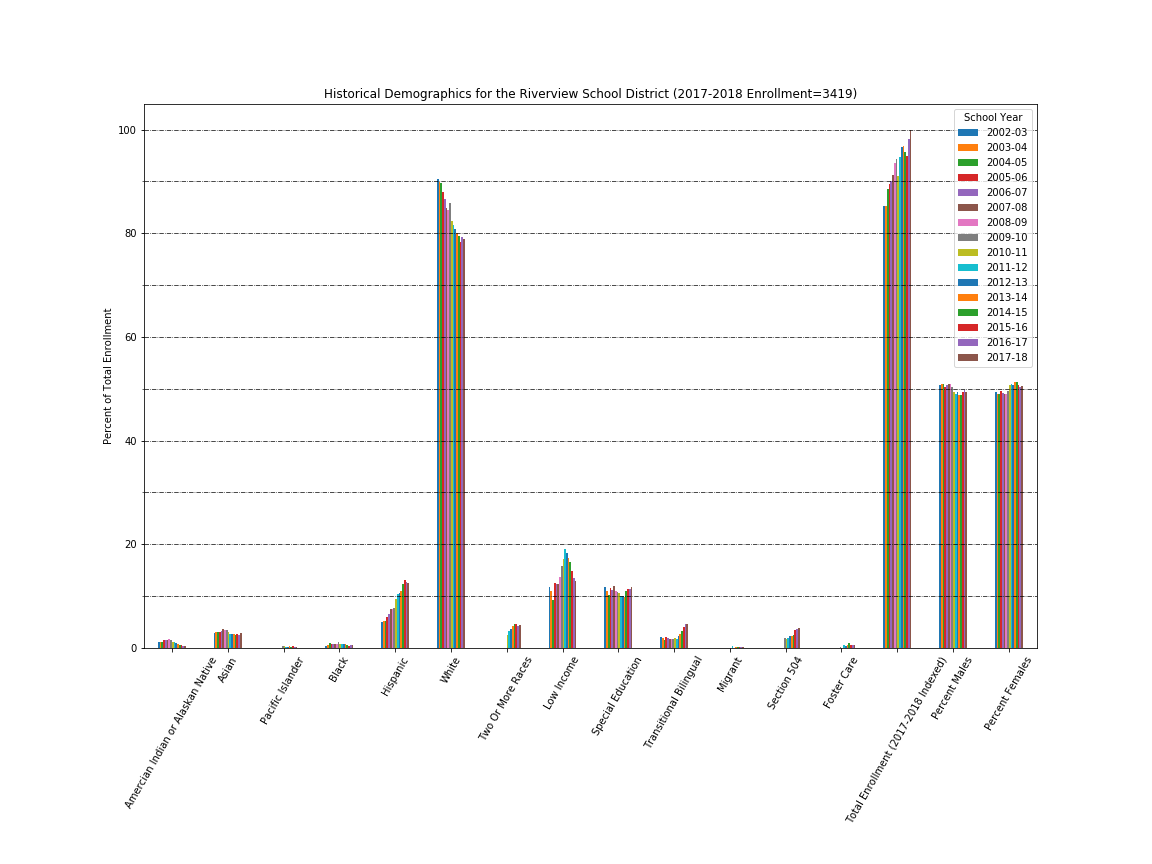 Historical Demographics for the Riverview School District (2017-2018 Enrollment=3419)
School Year
2002-03
2003-04
2004-05
2005-06
2006-07
2007-08
2008-09
2009-10
2010-11
2011-12
2012-13
2013-14
2014-15
2015-16
2016-17
2017-18
Percent of Total Enrollment
100
80
60
40
20
0
Amercian Indian or Alaskan Native
Asian
Pacific Islander
Black
Hispanic
White
Two Or More Races
Low Income
Special Education
Transitional Bilingual
Migrant
Section 504
Foster Care
Total Enrollment (2017-2018 Indexed)
Percent Males
Percent Females